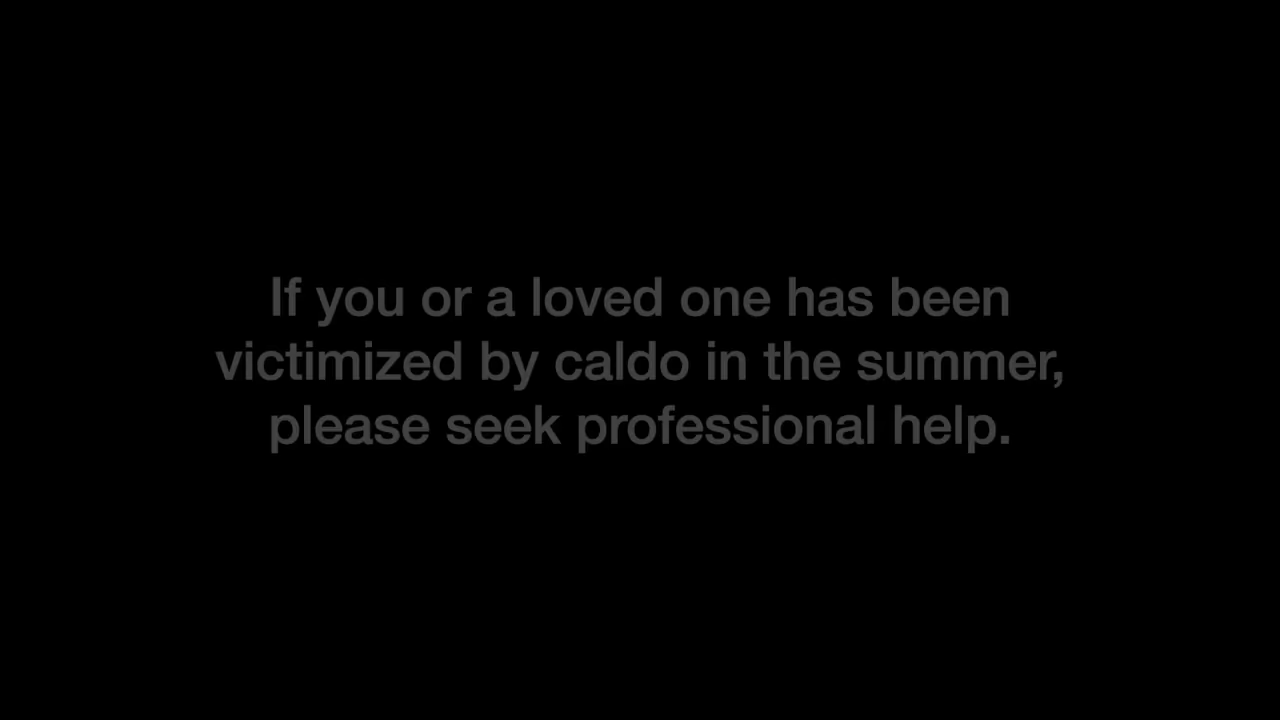 If you or a loved one has been
victimized by caldo in the summer,
please seek professional help.